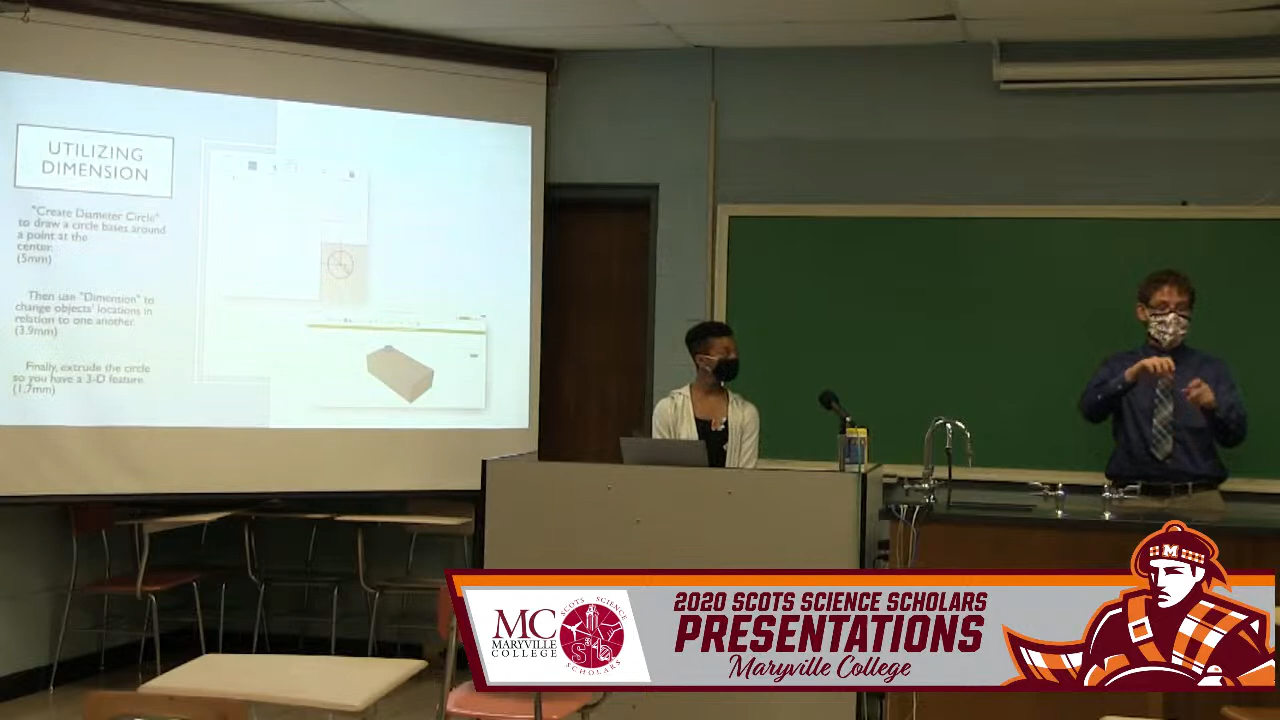 UTILIZING
DIMENSION
"Create Diameter Circle"
to draw a circle bases around
a point at the
center.
(5mm)
Then use "Dimension" to
change objects' locations in
relation to one another.
(3.9mm)
Finally, extrude the circle
so you have a 3-D feature.
(1.7mm)
MC
MARYVILLE
COLLEGE
SCOTS SCIENCE
SCHOLARS
2020 SCOTS SCIENCE SCHOLARS
PRESENTATIONS
Maryville College
M